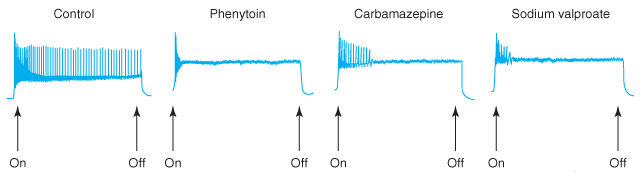 Control Phenytoin Carbamazepine Sodium valproate
On Off On Off On Off On Off